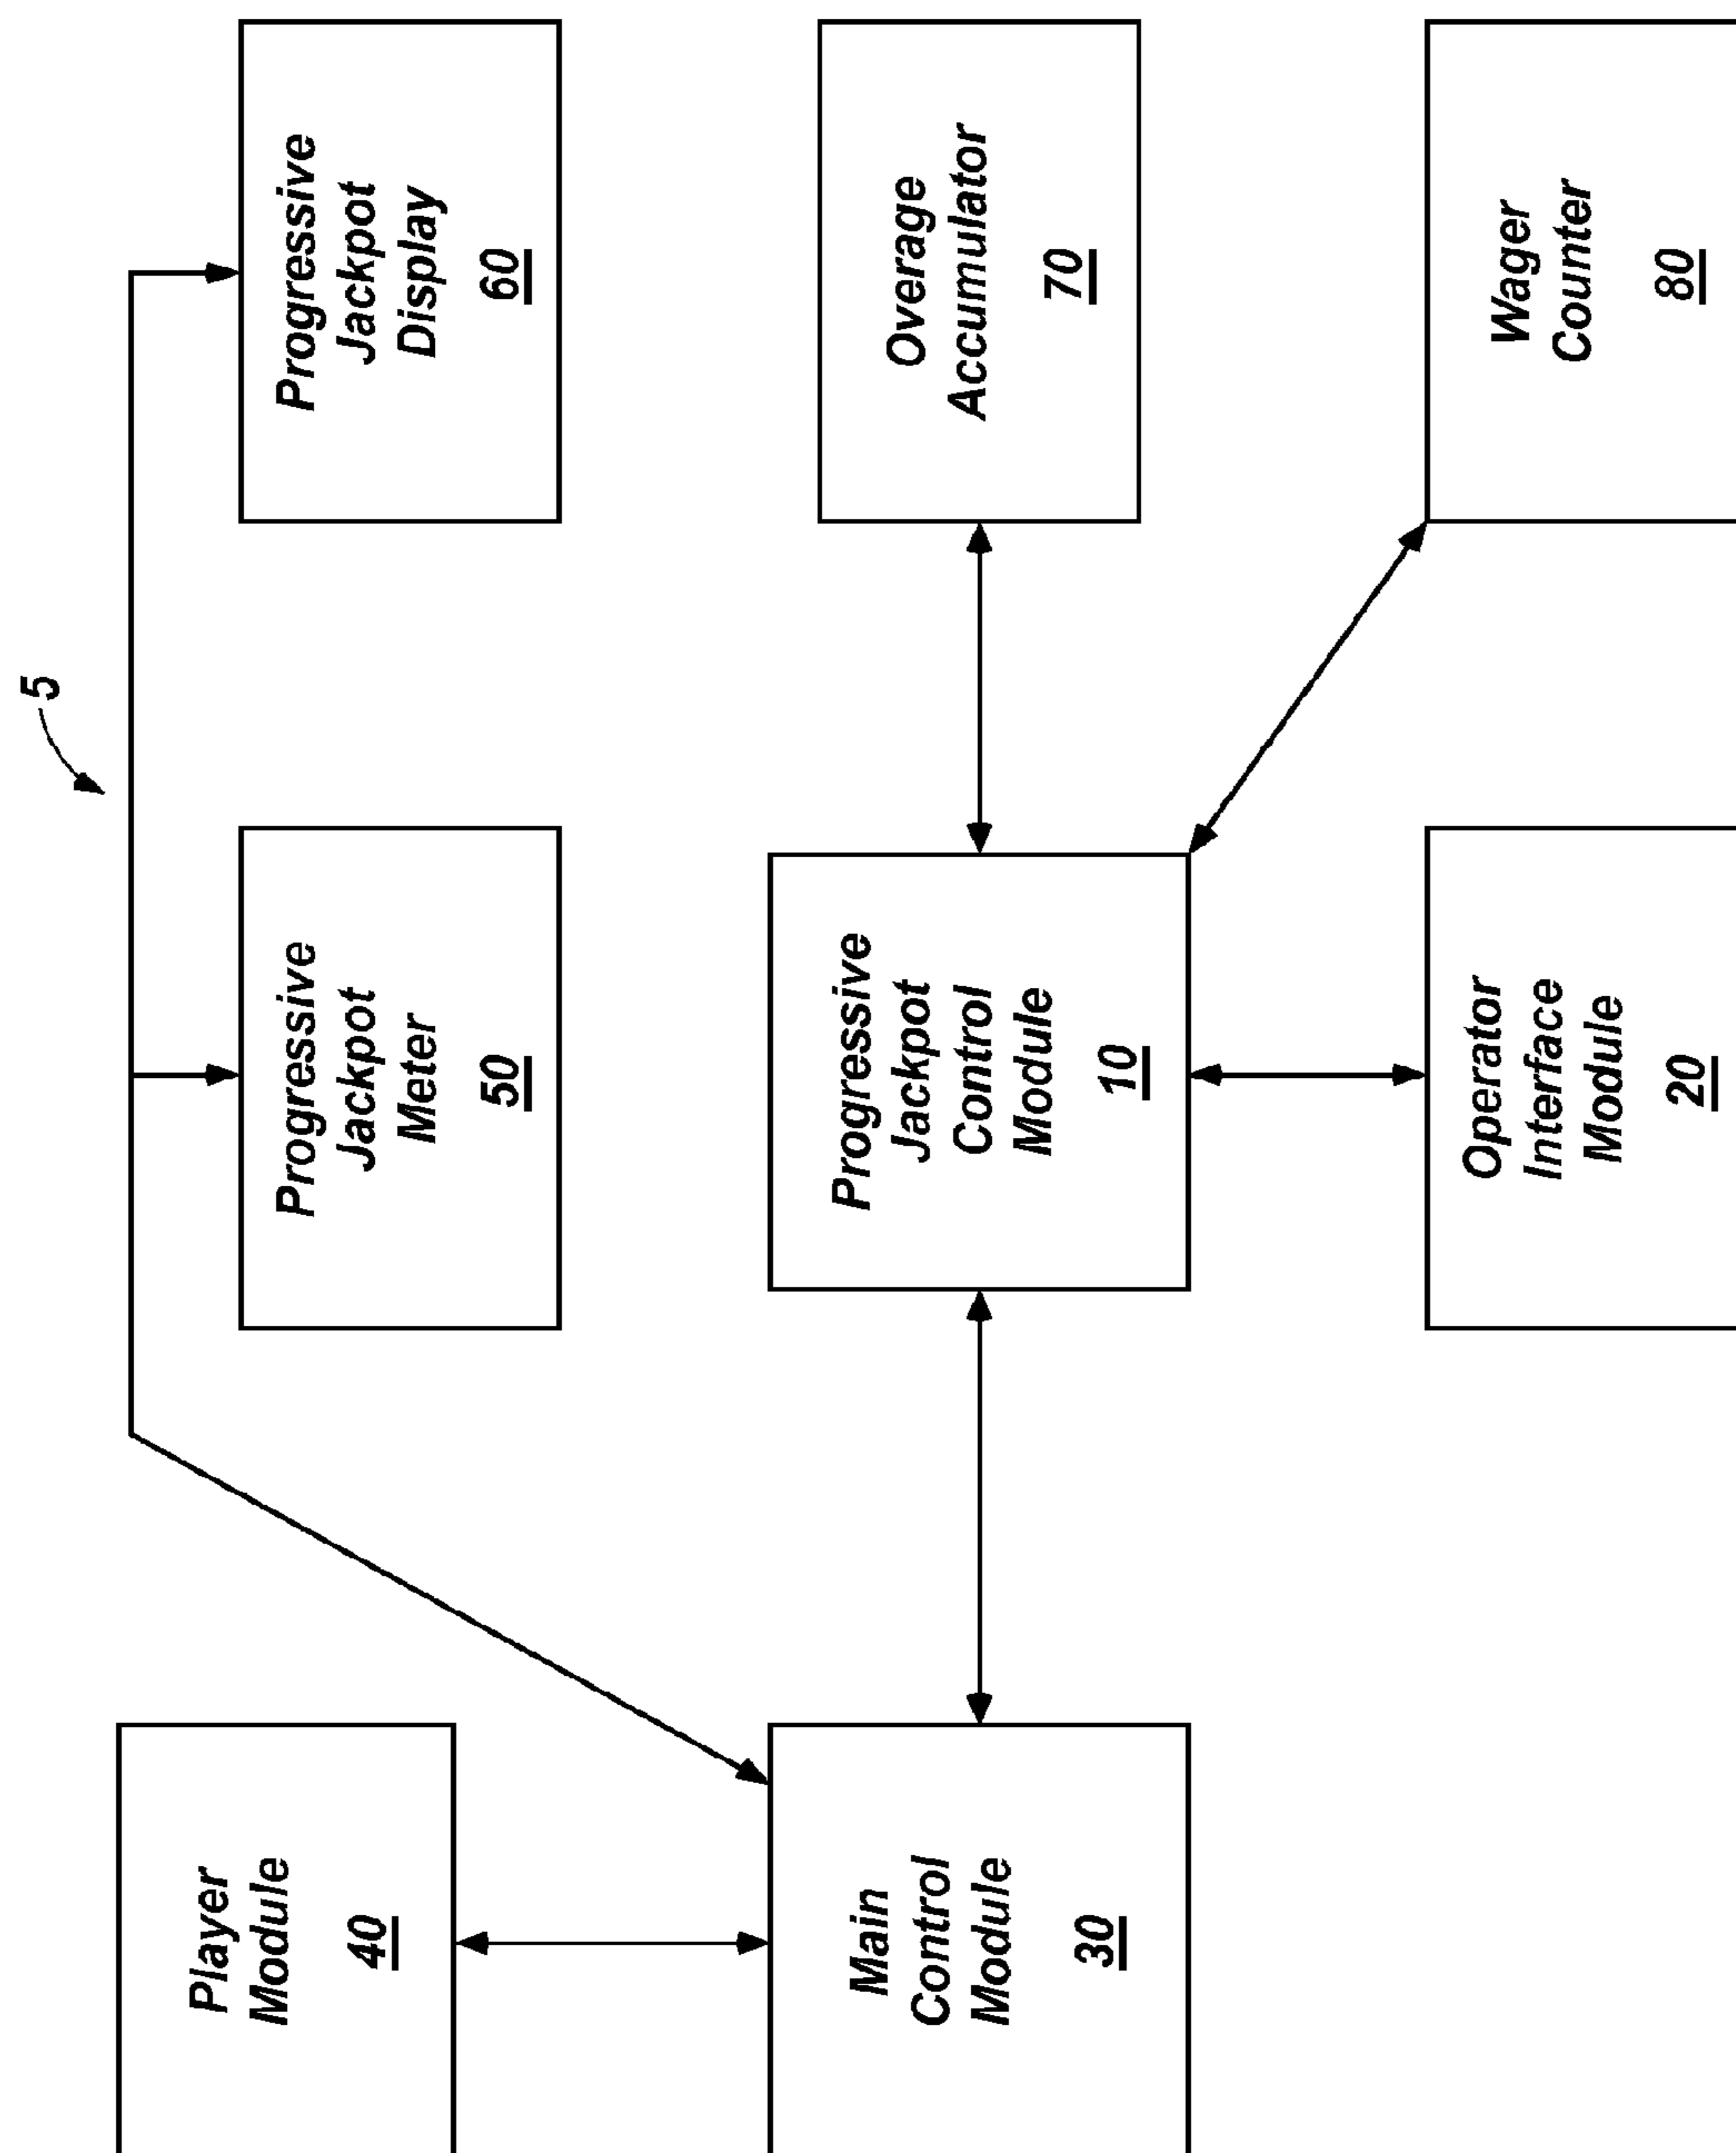 5
Player
Module
40
Progressive
Jackpot
Meter
50
Progressive
Jackpot
Display
60
Main
Control
Module
30
Progressive
Jackpot
Control
Module
10
Overage
Accumulator
70
Operator
Interface
Module
20
Wager
Counter
80